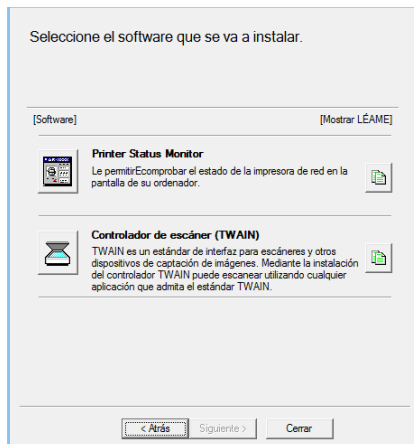 Seleccione el software que se va a instalar.
[Software] [Mostrar LÉAME]
Printer Status Monitor
Le permitirEcomprobar el estado de la impresora de red en la
pantalla de su ordenador.
Controlador de escáner (TWAIN)
TWAIN es un estándar de interfaz para escáneres y otros
dispositivos de captación de imágenes. Mediante la instalación
del controlador TWAIN puede escanear utilizando cualquier
aplicación que admita el estándar TWAIN.
< Atrás Siguiente > Cerrar